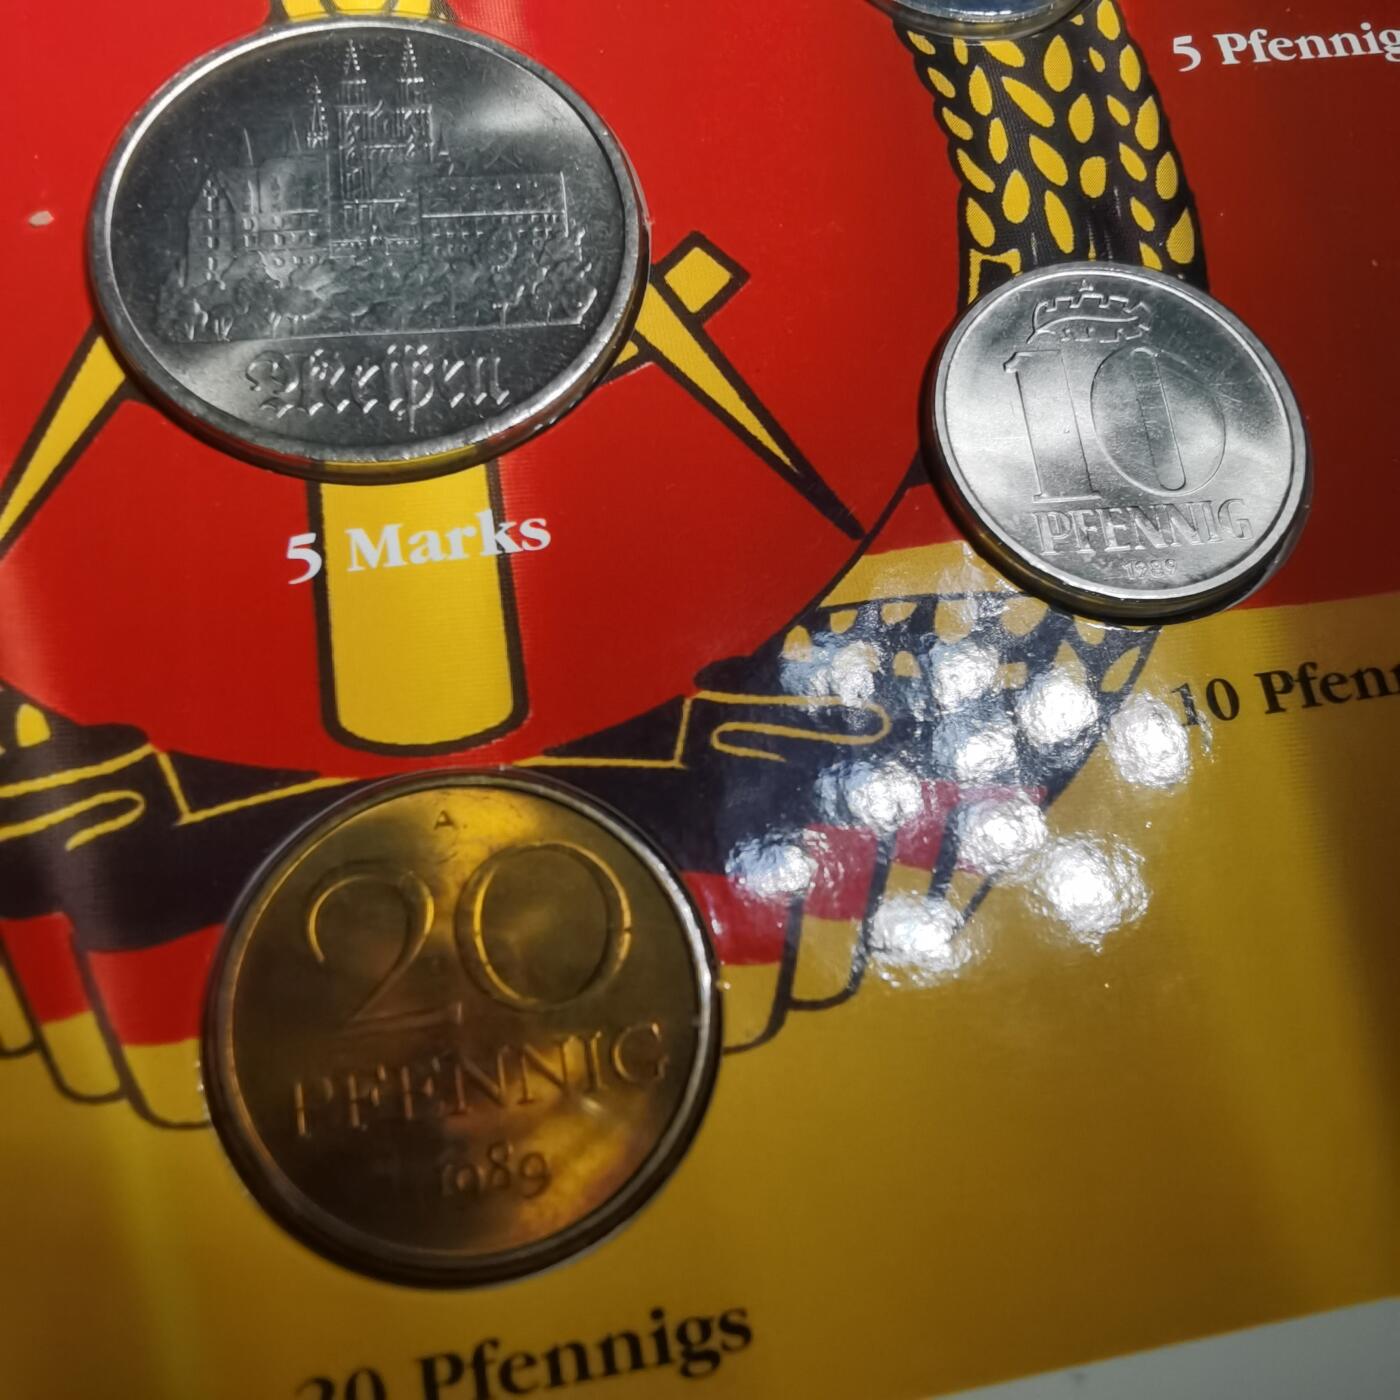 5 Pfennig
Meißen
A
10
PFENNIG
1989
5 Marks
10 Pfenn
A
20
PFENNIG
1989
20 Pfennigs